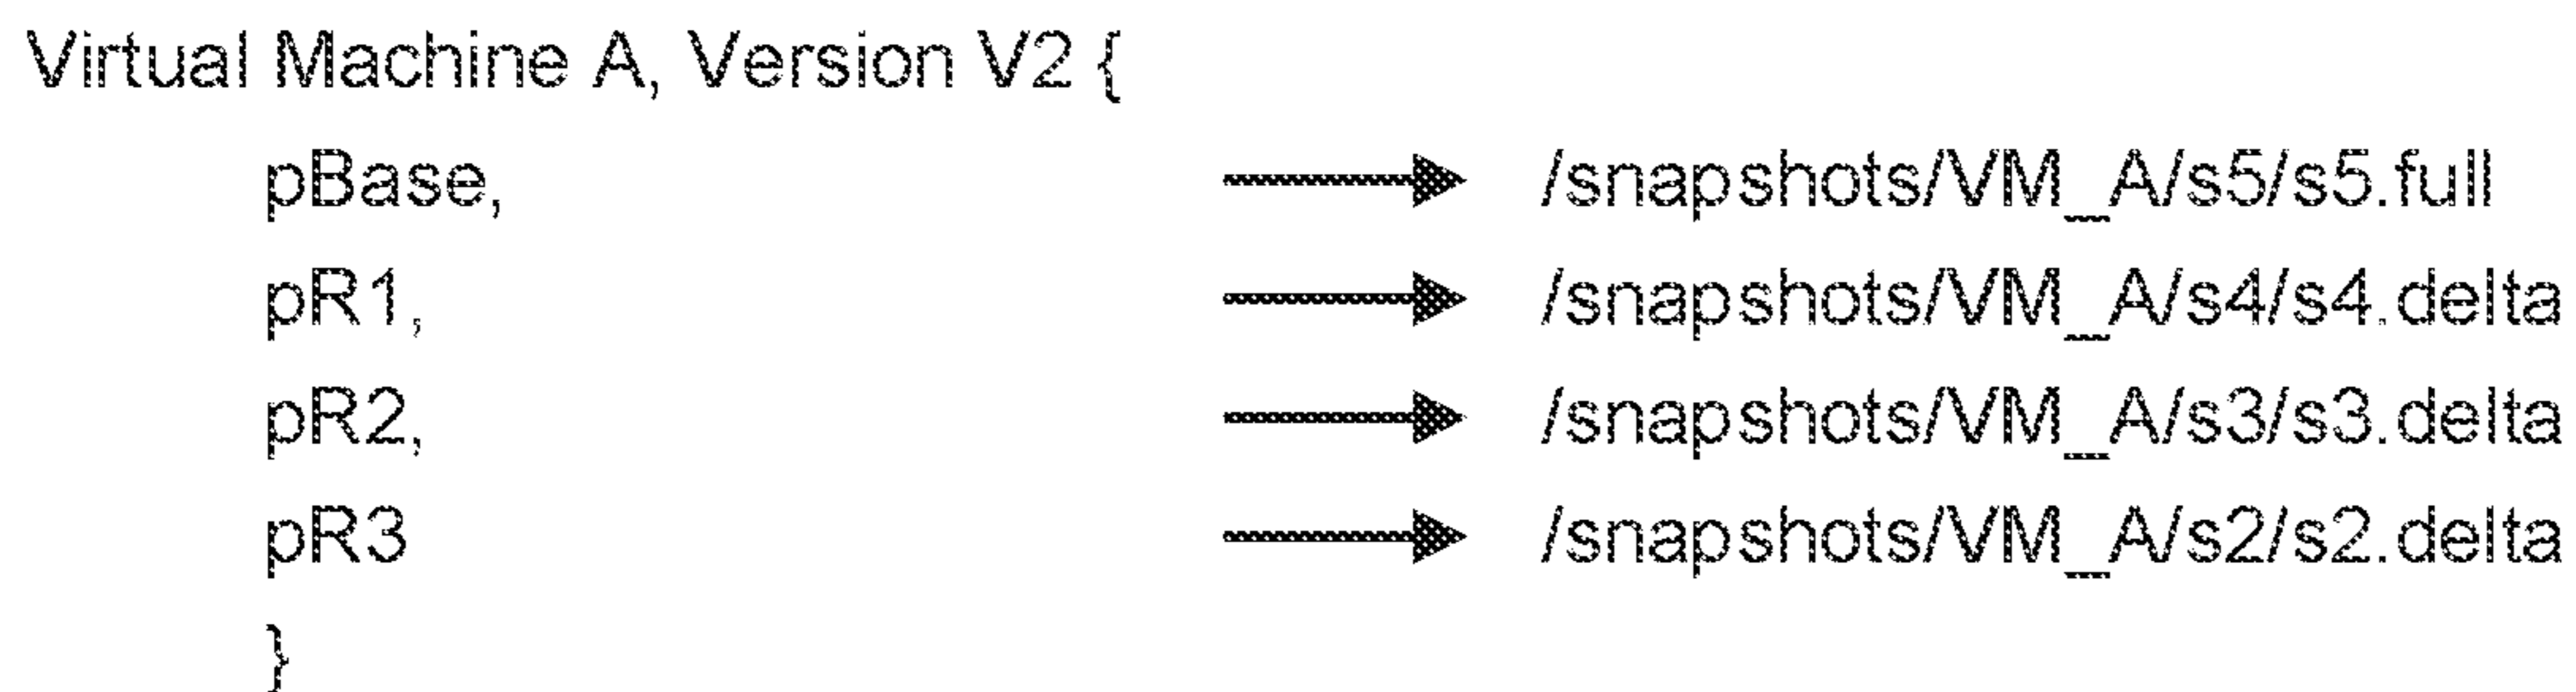 Virtual Machine A, Version V2 {
pBase, /snapshots/VM_A/s5/s5.full
pR1, /snapshots/VM_A/s4/s4.delta
pR2, /snapshots/VM_A/s3/s3.delta
pR3 /snapshots/VM_A/s2/s2.delta
}